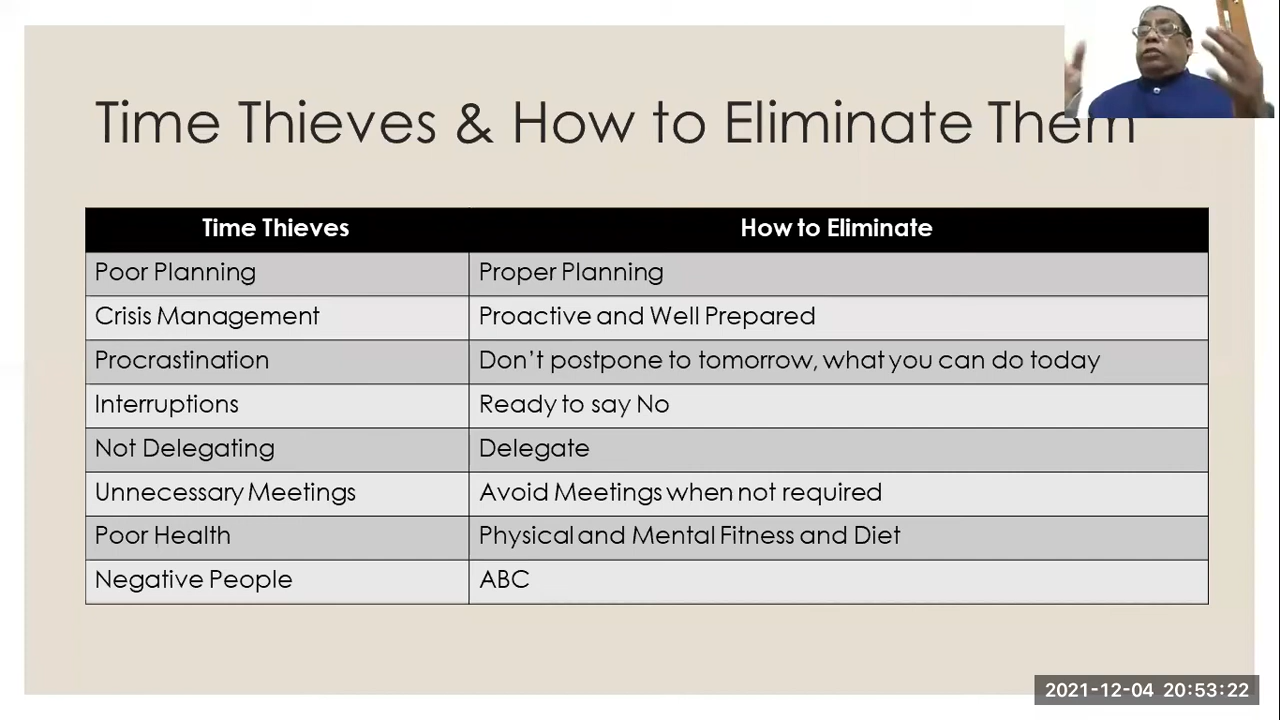 Time Thieves & How to Eliminate Them
Time Thieves How to Eliminate
Poor Planning Proper Planning
Crisis Management Proactive and Well Prepared
Procrastination Don't postpone to tomorrow, what you can do today
Interruptions Ready to say No
Not Delegating Delegate
Unnecessary Meetings Avoid Meetings when not required
Poor Health Physical and Mental Fitness and Diet
Negative People ABC
2021-12-04 20:53:22